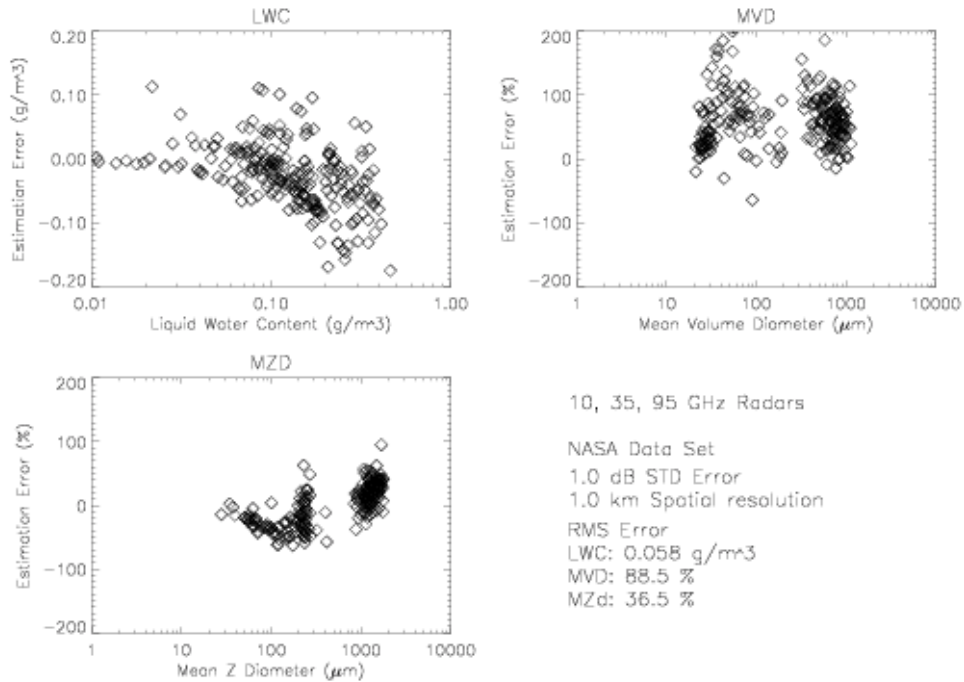 LWC
0.20
0.10
0.00
−0.10
−0.20
Estimation Error (g/m^3)
0.01
0.10
1.00
Liquid Water Content (g/m^3)
MVD
200
100
0
−100
−200
Estimation Error (%)
1
10
100
1000
10000
Mean Volume Diameter (μm)
MZD
200
100
0
−100
−200
Estimation Error (%)
1
10
100
1000
10000
Mean Z Diameter (μm)
10, 35, 95 GHz Radars
NASA Data Set
1.0 dB STD Error
1.0 km Spatial resolution
RMS Error
LWC: 0.058 g/m^3
MVD: 88.5 %
MZd: 36.5 %